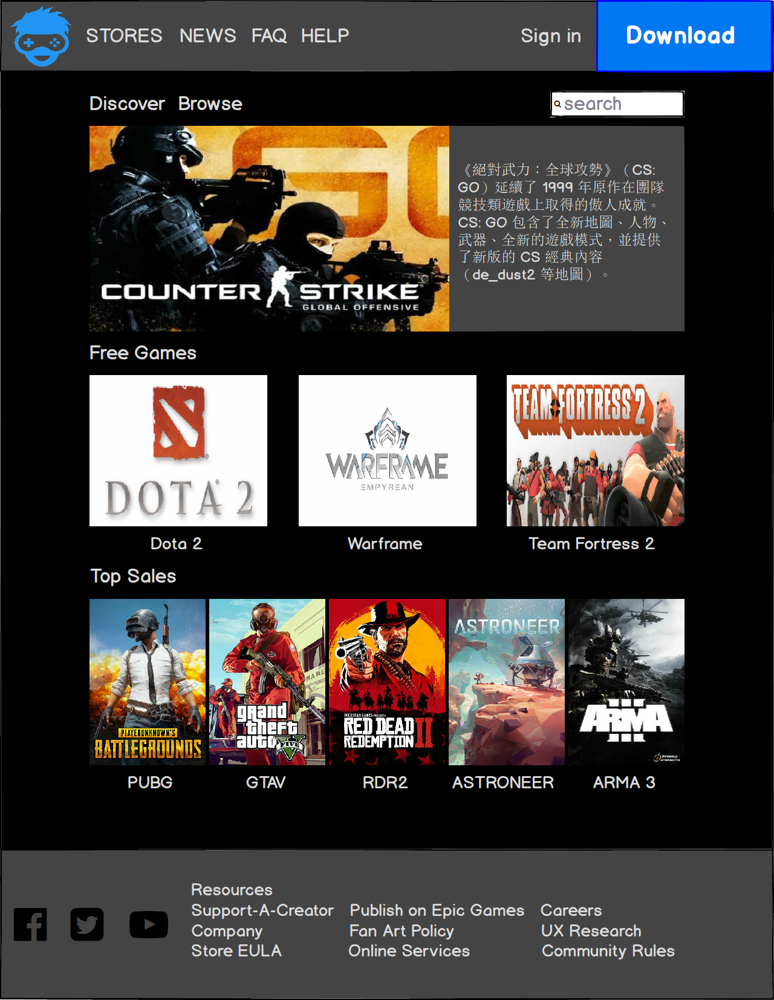 STORES NEWS FAQ HELP Sign in Download
Discover Browse search
《絕對武力：全球攻勢》（CS:
GO）延續了 1999 年原作在團隊
競技類遊戲上取得的傲人成就。
CS: GO 包含了全新地圖、人物、
武器、全新的遊戲模式，並提供
了新版的 CS 經典內容
（de_dust2 等地圖）。
COUNTER STRIKE
GLOBAL OFFENSIVE
Free Games
DOTA 2
WARFRAME
EMPYREAN
TEAM FORTRESS 2
Dota 2 Warframe Team Fortress 2
Top Sales
PLAYERUNKNOWN'S
BATTLEGROUNDS
grand
theft
auto
FIVE
ROCKSTAR GAMES PRESENTS
RED DEAD
REDEMPTION II
ASTRONEER
ARMA
III
Bohemia
Interactive
PUBG GTAV RDR2 ASTRONEER ARMA 3
Resources
Support-A-Creator Publish on Epic Games Careers
Company Fan Art Policy UX Research
Store EULA Online Services Community Rules